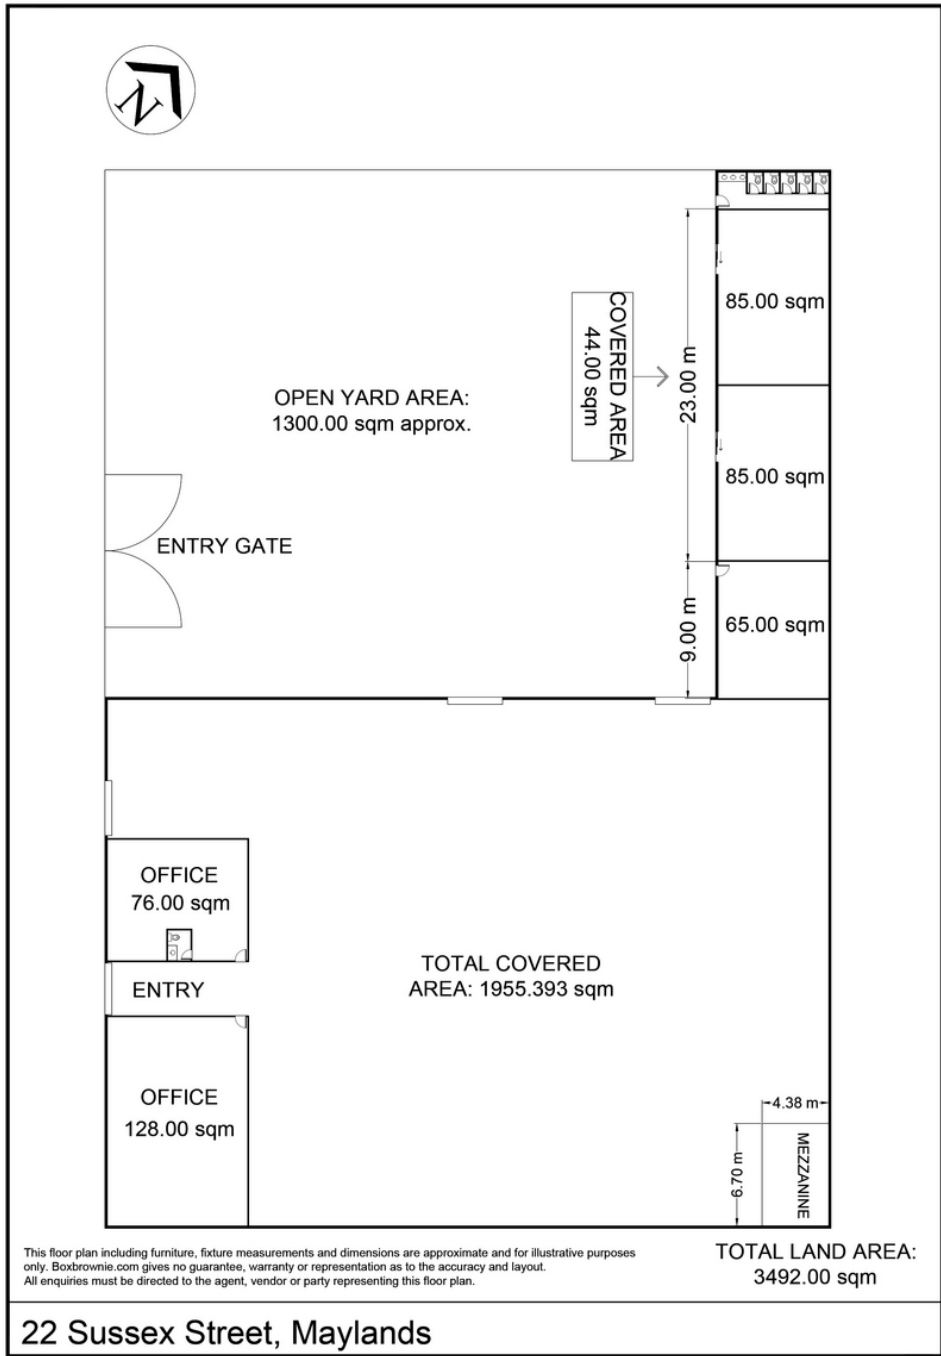 N
85.00 sqm
COVERED AREA
44.00 sqm
23.00 m
OPEN YARD AREA:
1300.00 sqm approx.
85.00 sqm
ENTRY GATE
9.00 m
65.00 sqm
OFFICE
76.00 sqm
TOTAL COVERED
AREA: 1955.393 sqm
ENTRY
OFFICE
128.00 sqm
4.38 m
6.70 m
MEZZANINE
This floor plan including furniture, fixture measurements and dimensions are approximate and for illustrative purposes
only. Boxbrownie.com gives no guarantee, warranty or representation as to the accuracy and layout.
All enquiries must be directed to the agent, vendor or party representing this floor plan.
TOTAL LAND AREA:
3492.00 sqm
22 Sussex Street, Maylands